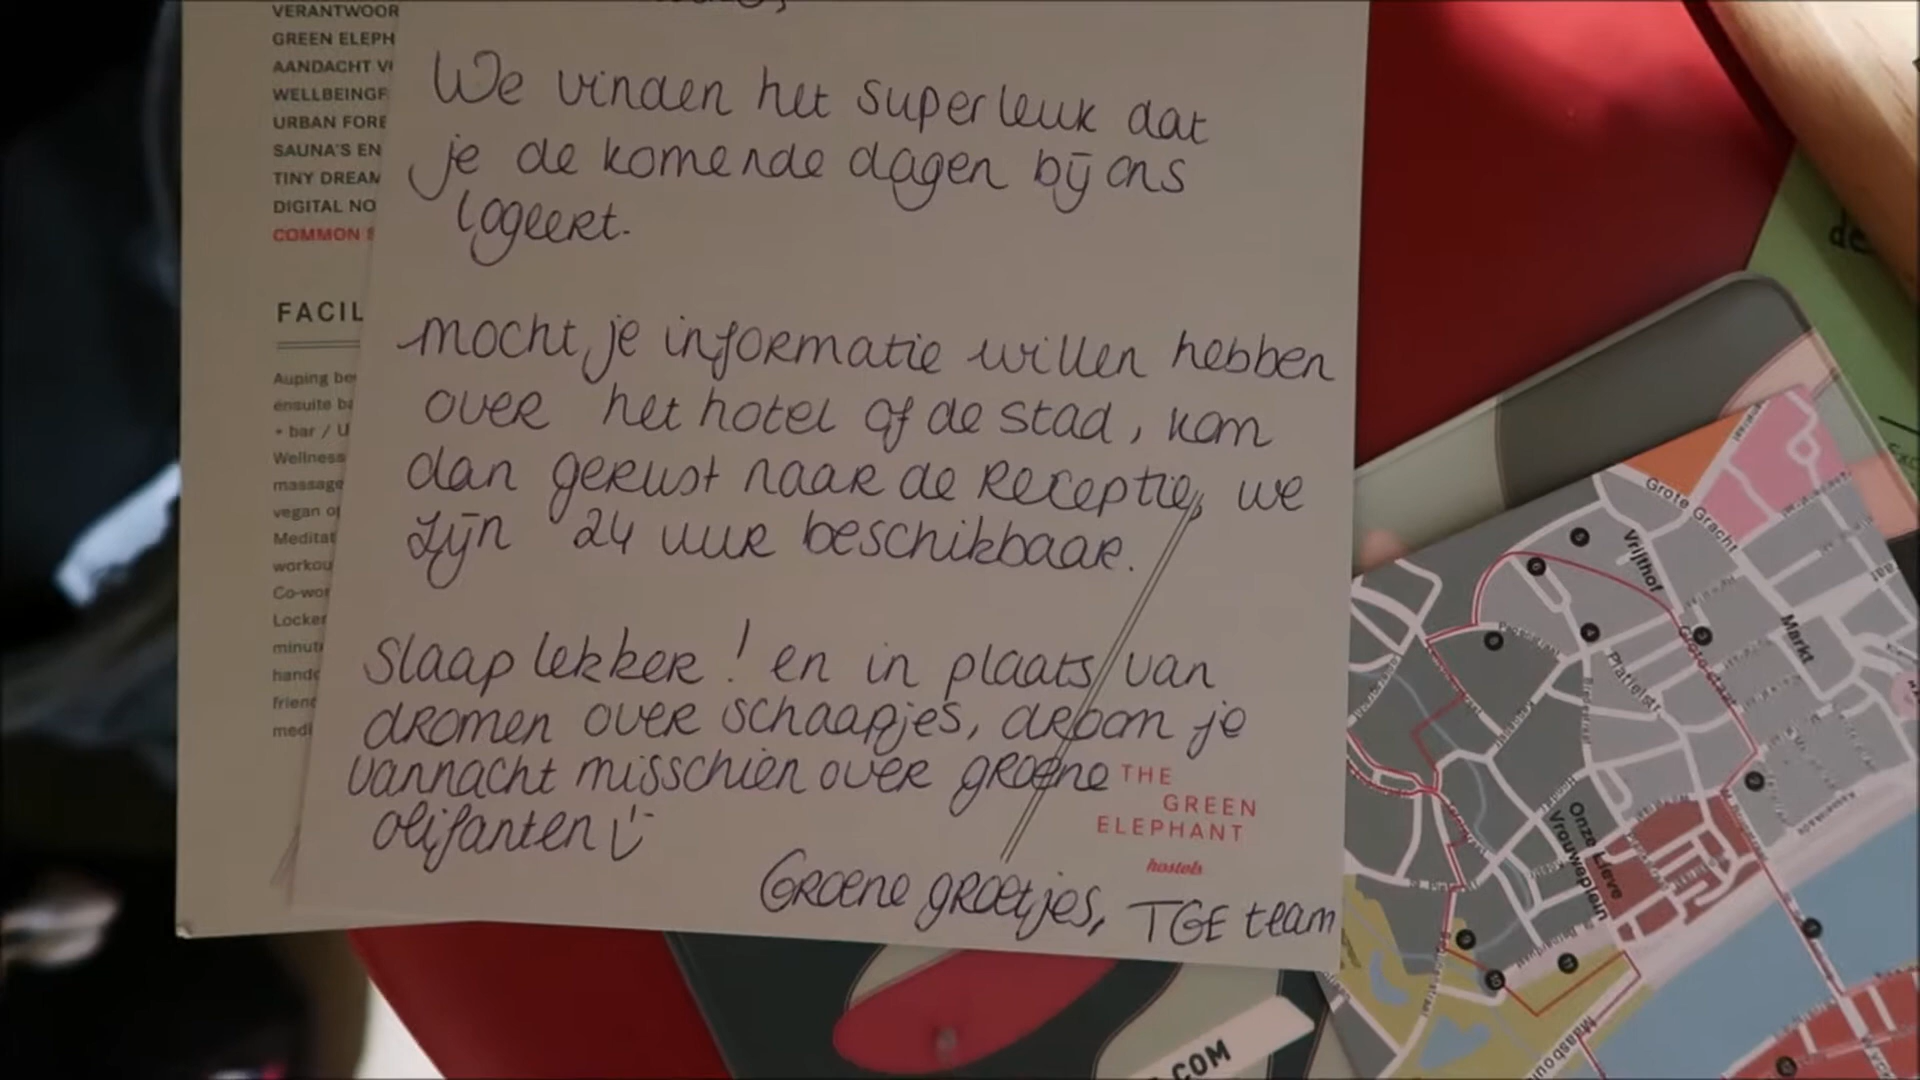 VERANTWOOR
GREEN ELEPH
AANDACHT V
WELLBEINGF
URBAN FORE
SAUNA'S EN
TINY DREAM
DIGITAL NO
COMMON
FACIL
Auping be
ensuite ba
+ bar / U
Wellness
massage
vegan o
Meditat
workou
Co-wor
Locker
minut
hand
frien
med
We vinden het superleuk dat
je de komende dagen bij ons
logeert.
mocht je informatie willen hebben
over het hotel of de stad, kom
dan gerust naar de receptie, we
zijn 24 uur beschikbaar.
Slaap lekker! en in plaats van
dromen over schaapjes, droom je
vannacht misschien over groene
olifanten
THE
GREEN
ELEPHANT
hostels
Groene groetjes, TGE team
Grote Gracht
Vrijthof
Markt
Platielstr.
Onze Lieve
Vrouweplein
.COM
de